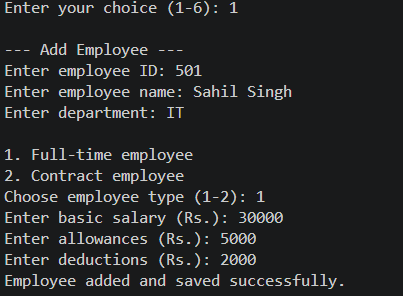 Enter your choice (1-6): 1
--- Add Employee ---
Enter employee ID: 501
Enter employee name: Sahil Singh
Enter department: IT
1. Full-time employee
2. Contract employee
Choose employee type (1-2): 1
Enter basic salary (Rs.): 30000
Enter allowances (Rs.): 5000
Enter deductions (Rs.): 2000
Employee added and saved successfully.